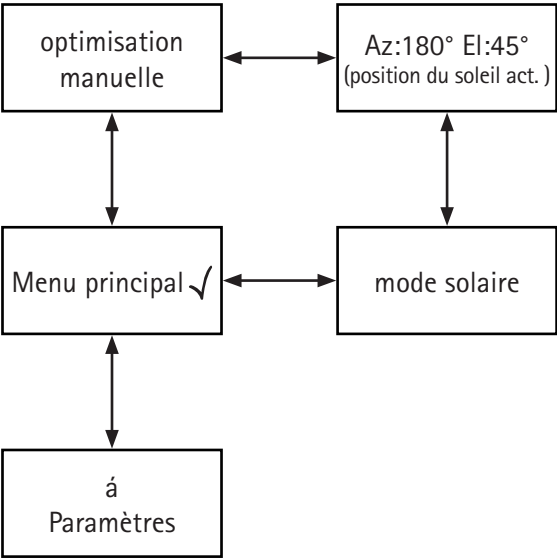 optimisation
manuelle
Az:180° El:45°
(position du soleil act. )
Menu principal √
mode solaire
á
Paramètres